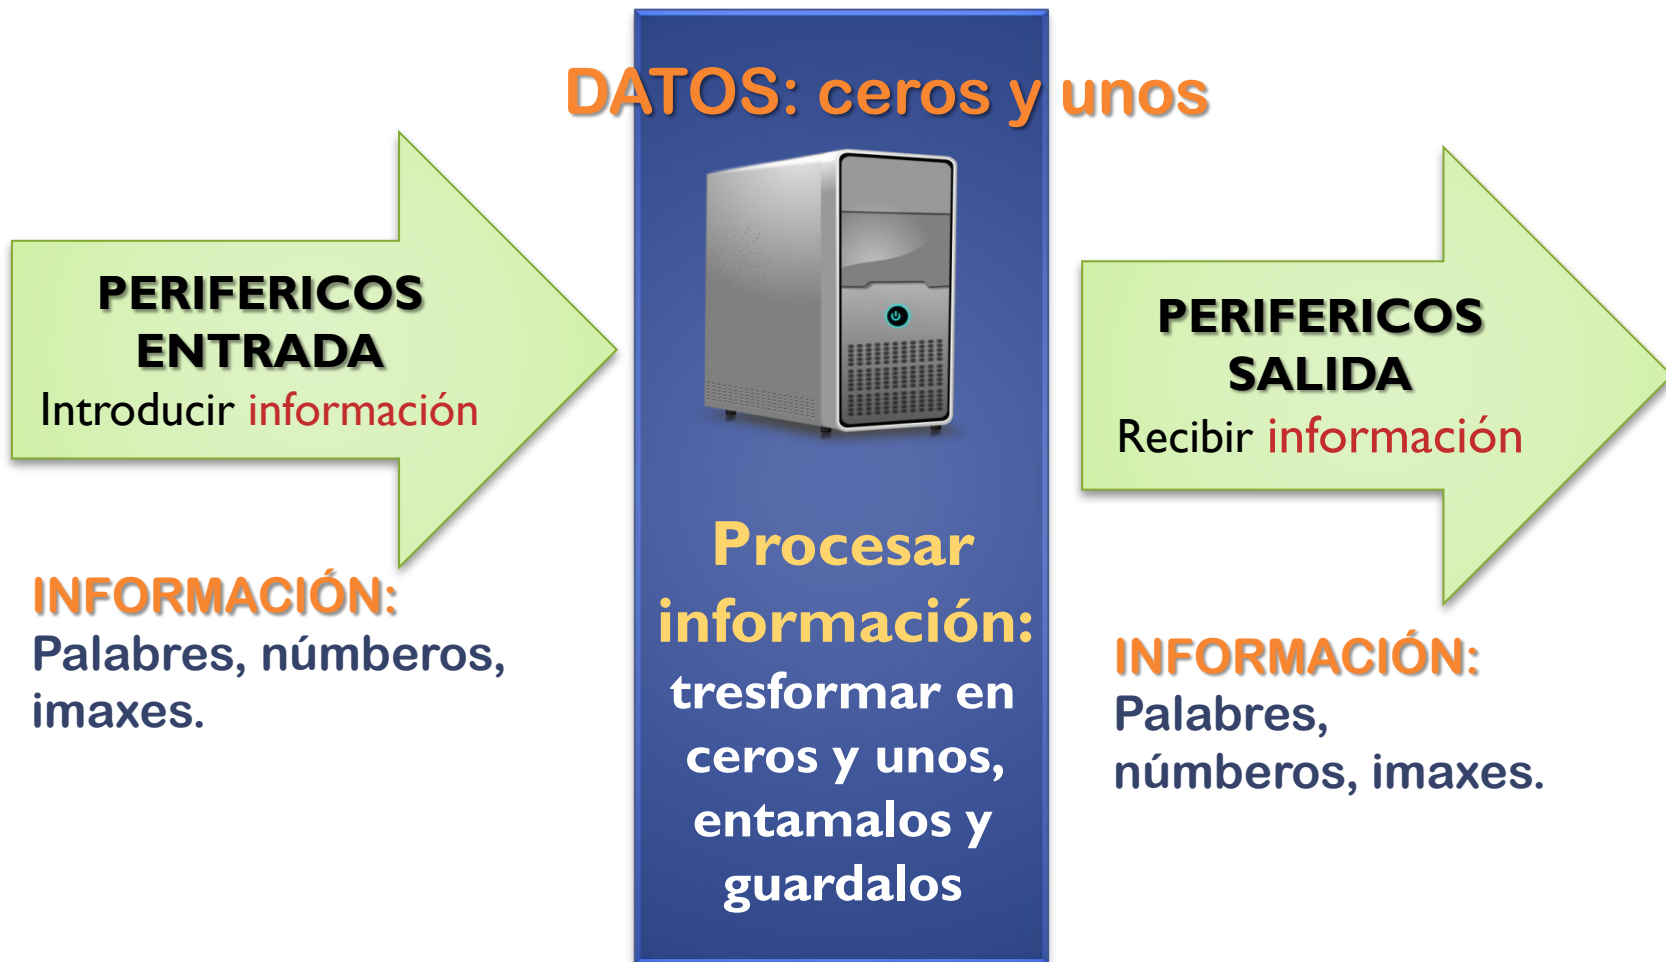 DATOS: ceros y unos
PERIFERICOS
ENTRADA
Introducir información
INFORMACIÓN:
Palabres, númberos,
imaxes.
Procesar
información:
tresformar en
ceros y unos,
entamalos y
guardalos
PERIFERICOS
SALIDA
Recibir información
INFORMACIÓN:
Palabres,
númberos, imaxes.